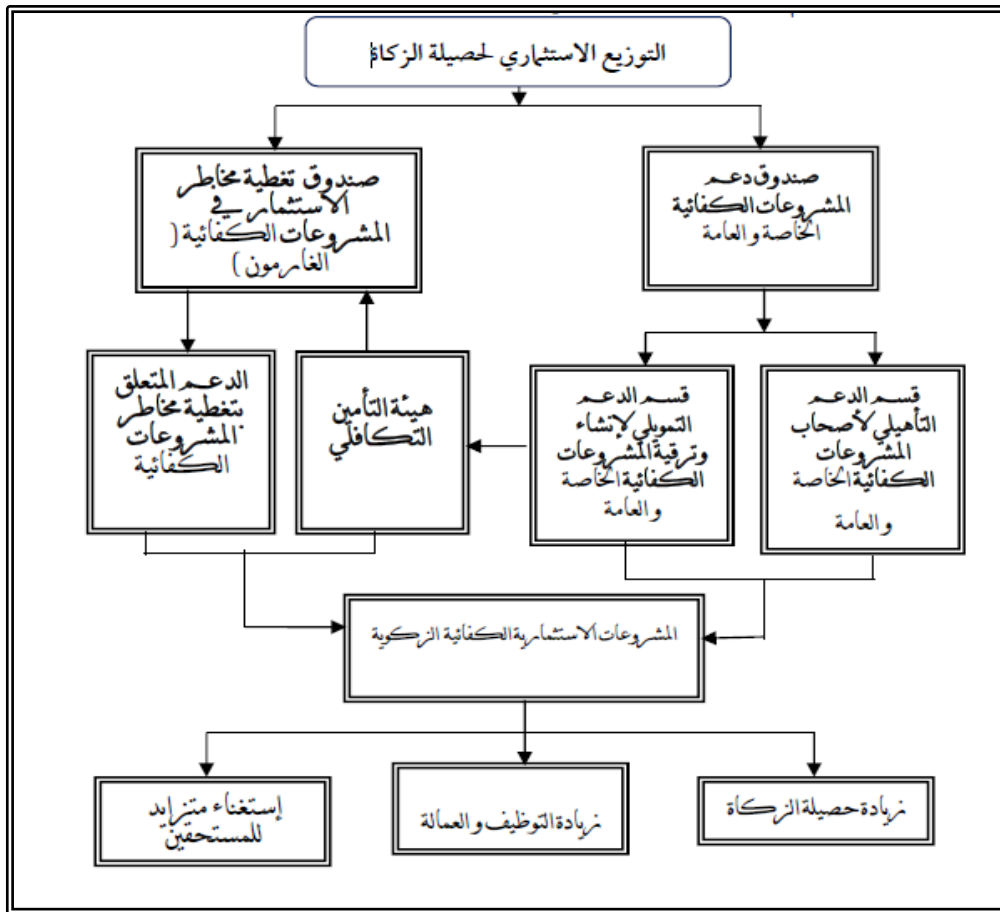 التوزيع الاستثماري لحصيلة الزكاة
صندوق دعم
المشروعات الكفائية
الخاصة والعامة
صندوق تغطية مخاطر
الاستثمار في
المشروعات الكفائية (
الغارمون )
قسم الدعم
التأهيلي لأصحاب
المشروعات
الكفائية الخاصة
والعامة
قسم الدعم
التمويلي لإنشاء
وترقية المشروعات
الكفائية الخاصة
والعامة
هيئة التأمين
التكافلي
الدعم المتعلق
بتغطية مخاطر
المشروعات
الكفائية
المشروعات الاستثمارية الكفائية الزكوية
زيادة حصيلة الزكاة
زيادة التوظيف والعمالة
إستغناء متزايد
للمستحقين